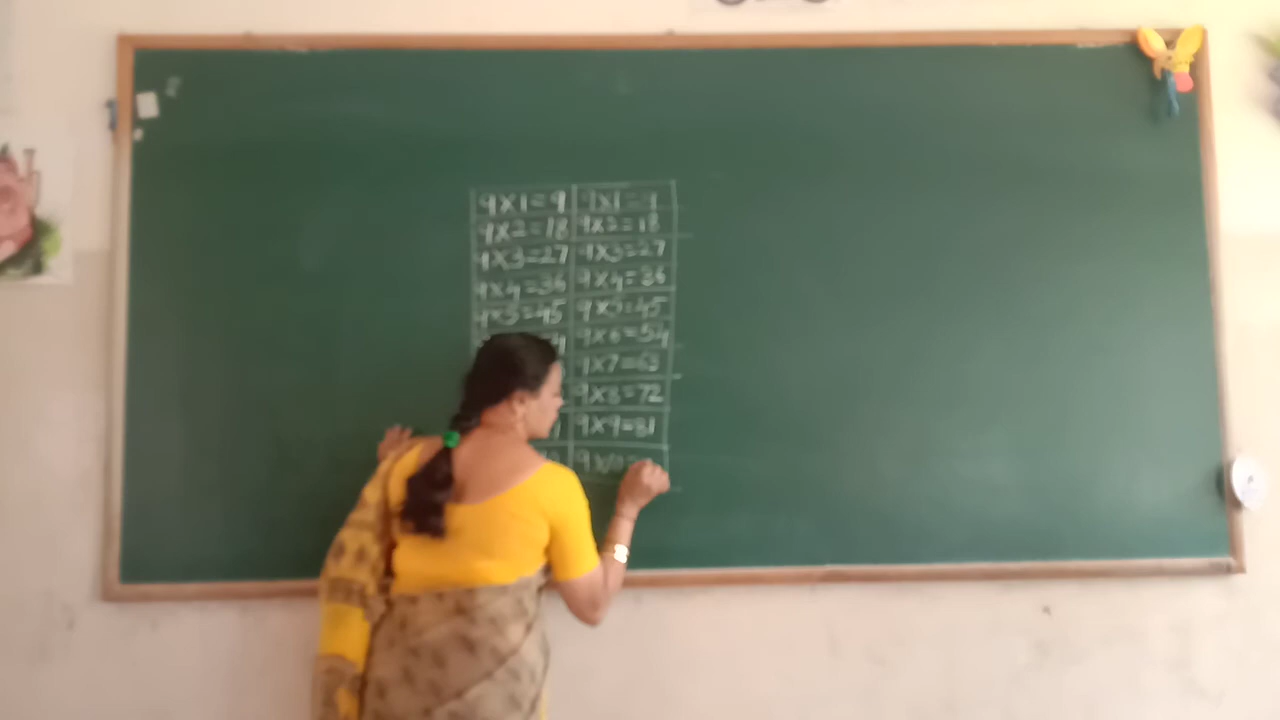 9X1=9 9X1=9
9X2=18 9X2=18
9X3=27 9X3=27
9X4=36 9X4=36
9X5=45 9X5=45
9X6=54
9X7=63
9X8=72
9X9=81
9X10=